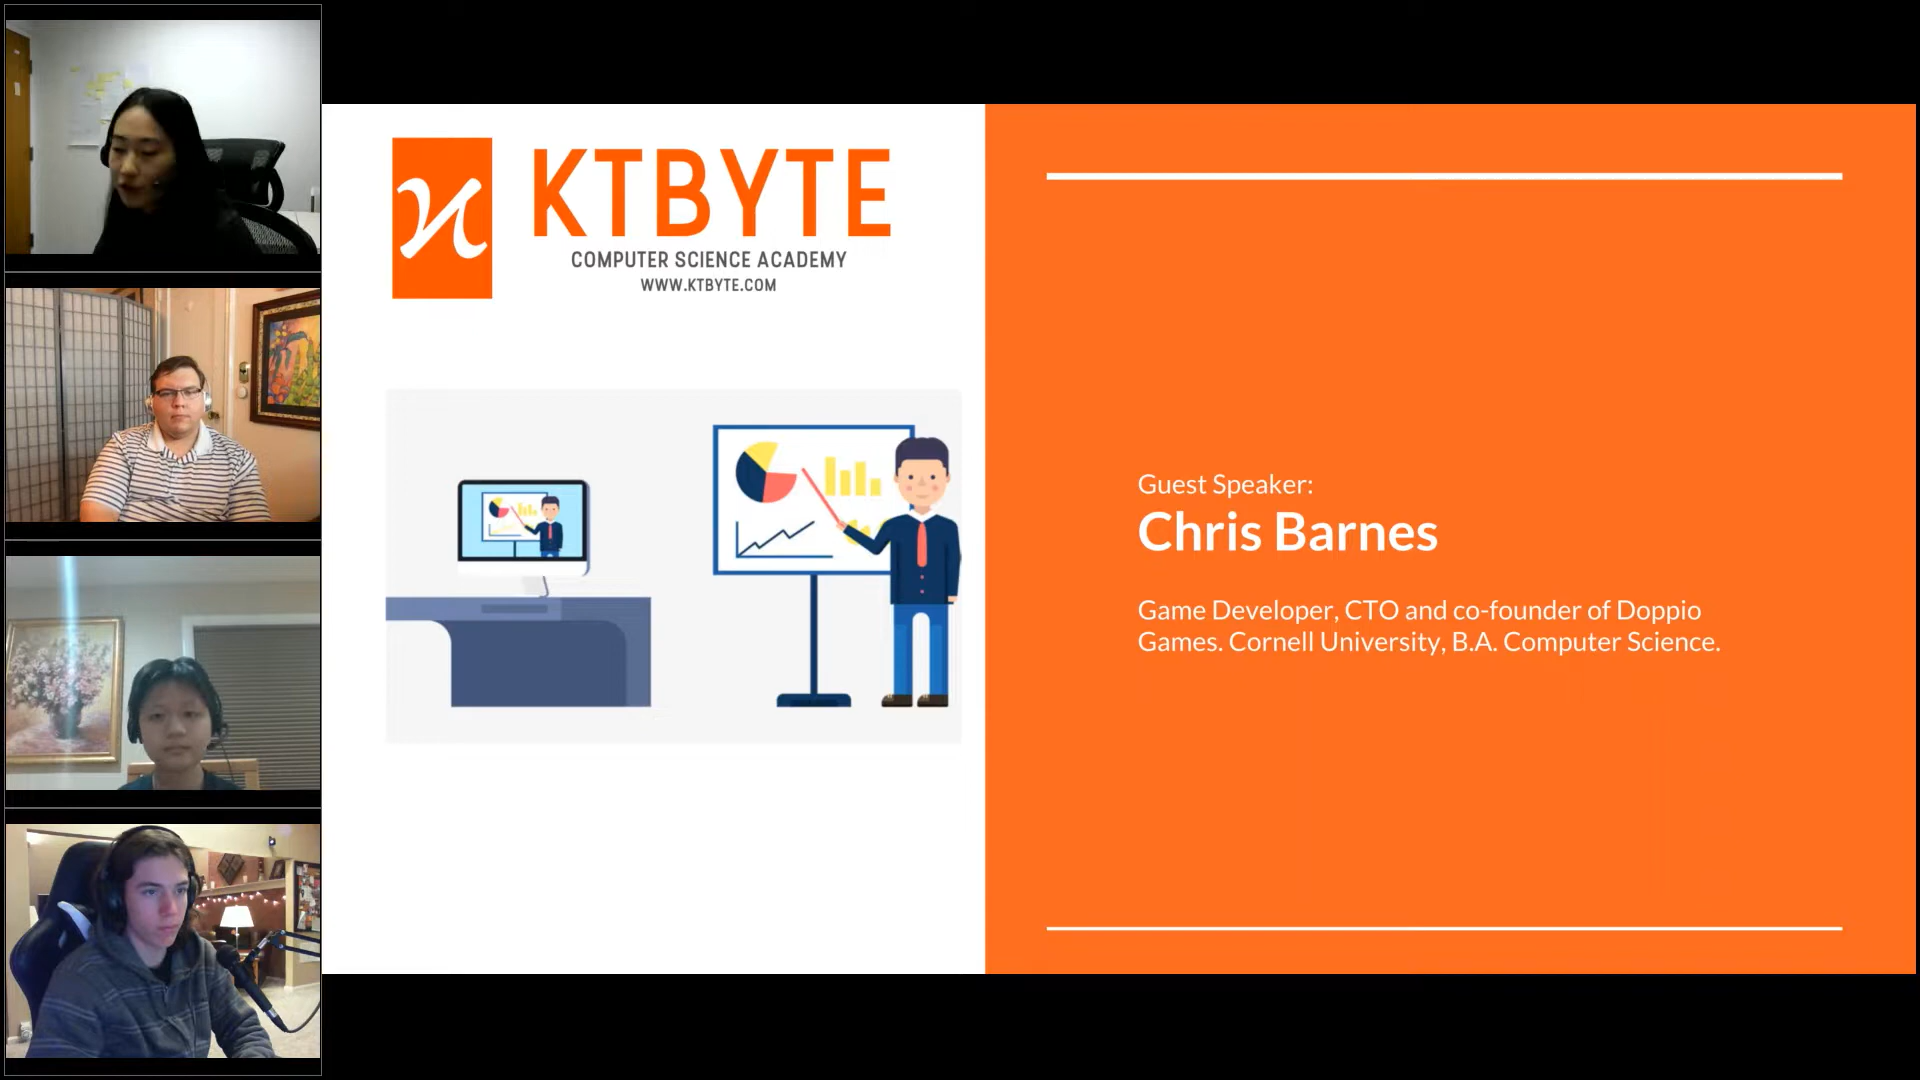 KTBYTE
COMPUTER SCIENCE ACADEMY
WWW.KTBYTE.COM
Guest Speaker:
Chris Barnes
Game Developer, CTO and co-founder of Doppio
Games. Cornell University, B.A. Computer Science.